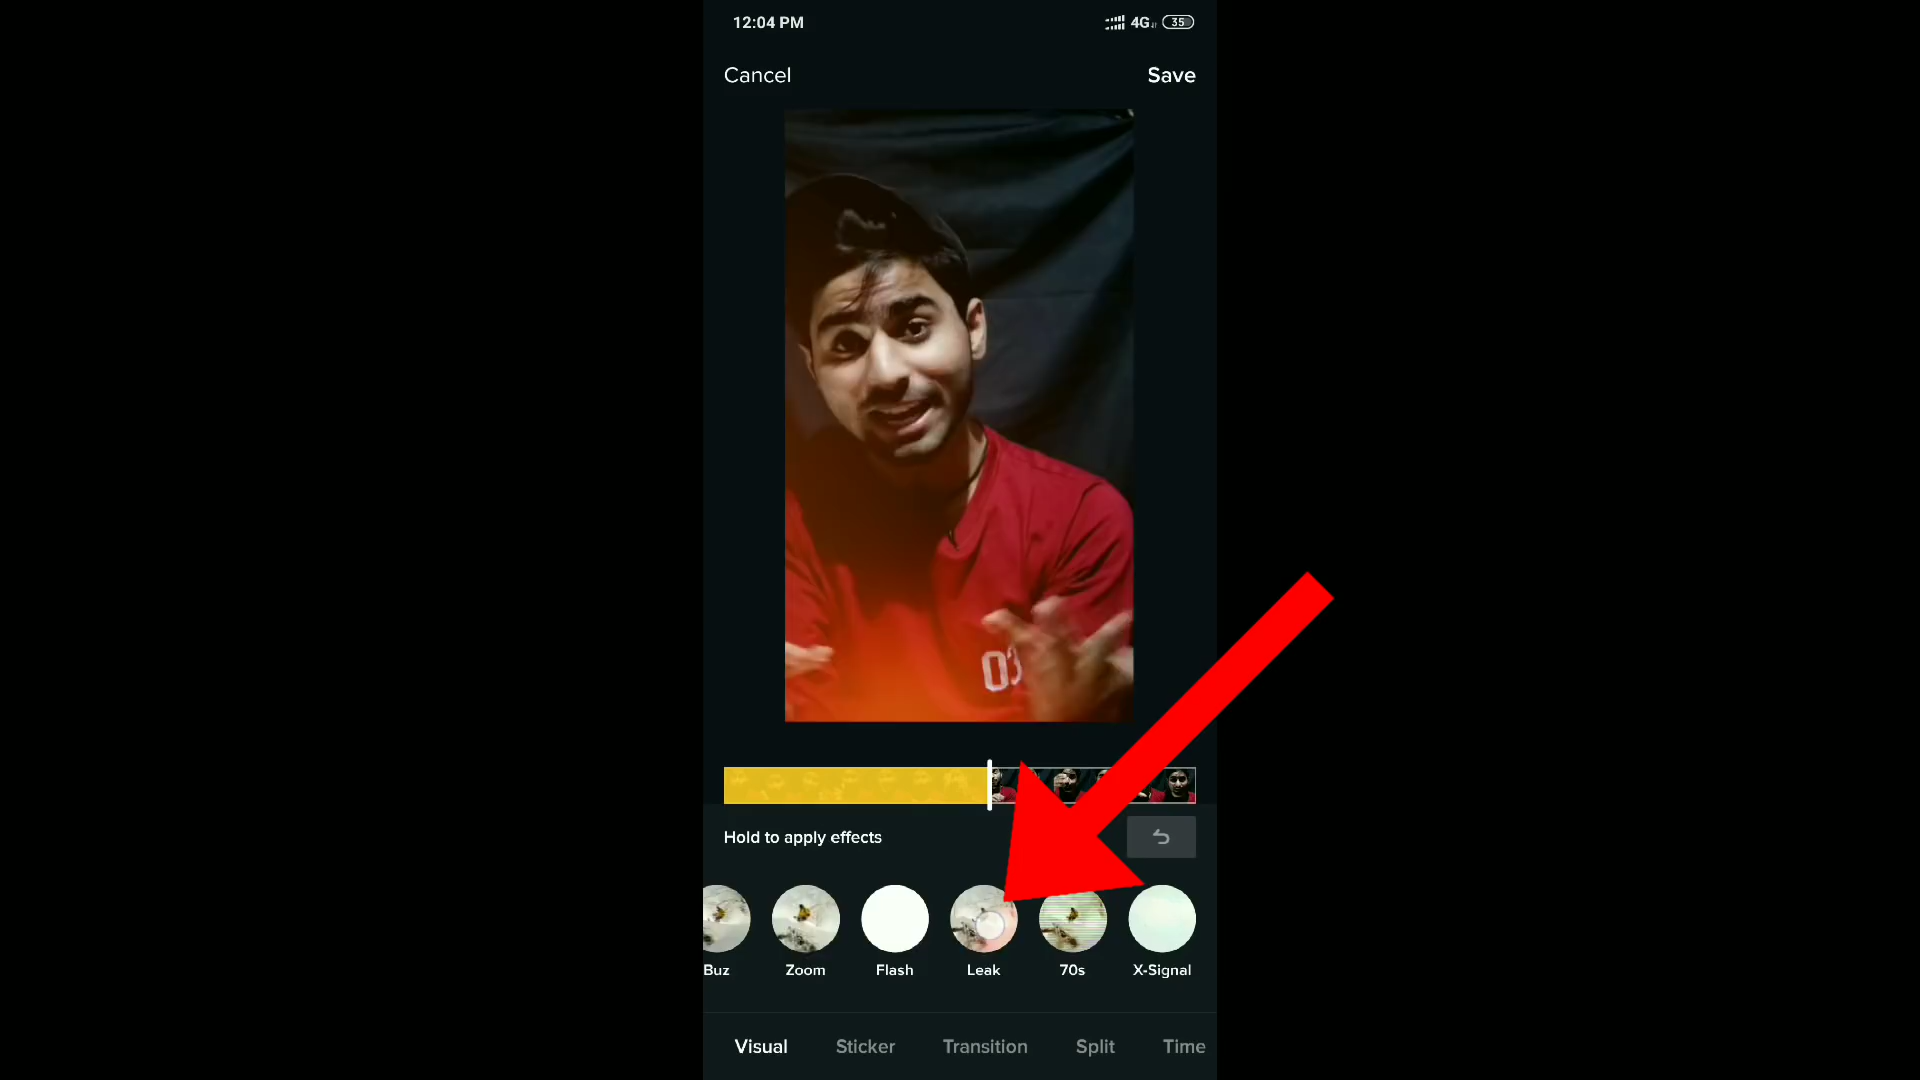 12:04 PM 4G 35
Cancel Save
03
Hold to apply effects
Buz Zoom Flash Leak 70s X-Signal
Visual Sticker Transition Split Time